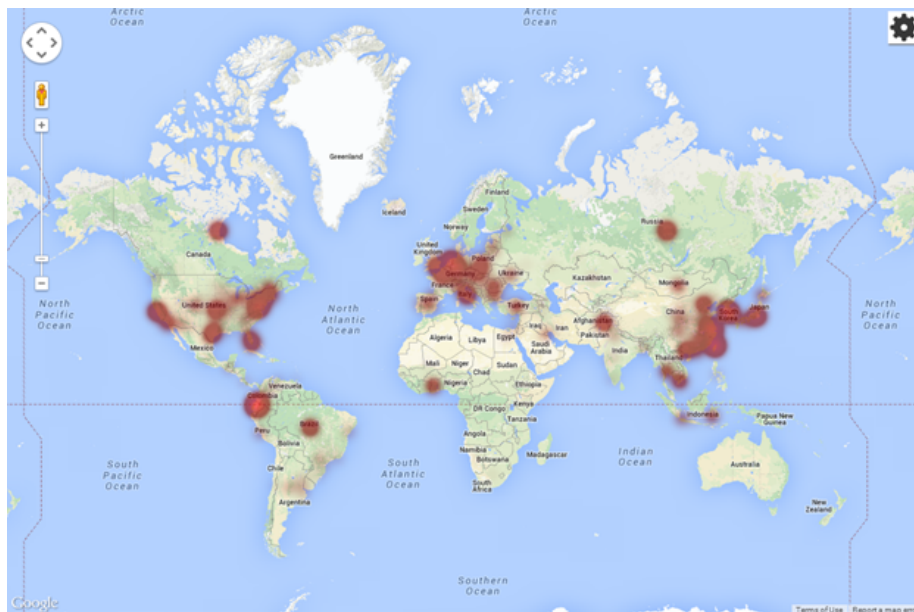 Arctic
Ocean
Arctic
Ocean
Greenland
Iceland
Finland
Sweden
Norway
Russia
Canada
United
Kingdom
Poland
Germany
Ukraine
France
Kazakhstan
Mongolia
Italy
Spain
Turkey
United States
North
Pacific
Ocean
North
Atlantic
Ocean
China
South
Korea
Japan
North
Pacific
Ocean
Afghanistan
Iraq
Iran
Pakistan
Algeria
Libya
Egypt
Saudi
Arabia
India
Mexico
Mali
Niger
Chad
Sudan
Thailand
Venezuela
Colombia
Nigeria
Ethiopia
Kenya
DR Congo
Tanzania
Indonesia
Papua New
Guinea
Peru
Brazil
Bolivia
Angola
Namibia
Botswana
Madagascar
Indian
Ocean
Chile
South
Pacific
Ocean
South
Atlantic
Ocean
South
Africa
Australia
Argentina
New
Zealand
Southern
Ocean
Google
Terms of Use
Report a map